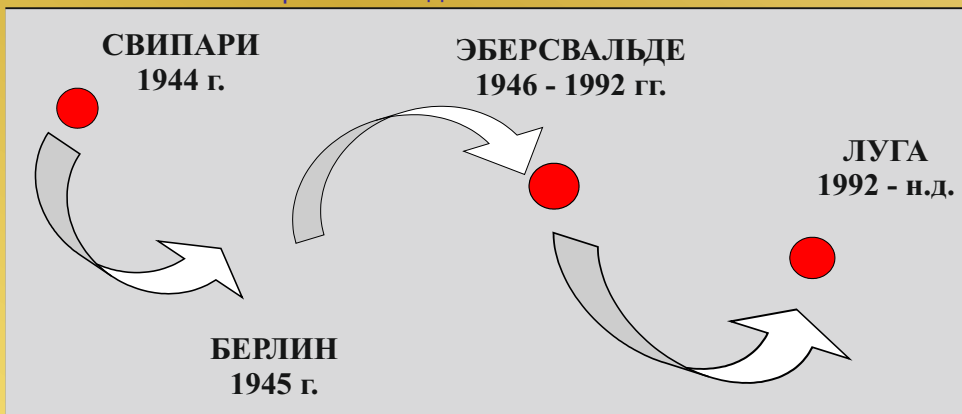 СВИПАРИ
1944 г.
ЭБЕРСВАЛЬДЕ
1946 - 1992 гг.
ЛУГА
1992 - н.д.
БЕРЛИН
1945 г.